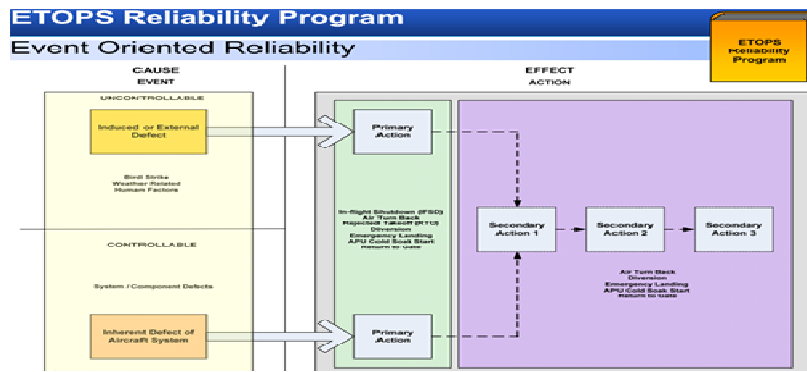 ETOPS Reliability Program
Event Oriented Reliability
ETOPS
Reliability
Program
CAUSE
EVENT
EFFECT
ACTION
UNCONTROLLABLE
Induced or External
Defect
Bird Strike
Weather Related
Human Factors
CONTROLLABLE
System / Component Defects
Inherent Defect of
Aircraft System
Primary
Action
In-flight Shutdown (IFSD)
Air Turn Back
Rejected Takeoff (RTO)
Diversion
Emergency Landing
APU Cold Soak Start
Return to Gate
Primary
Action
Secondary
Action 1
Secondary
Action 2
Secondary
Action 3
Air Turn Back
Diversion
Emergency Landing
APU Cold Soak Start
Return to Gate